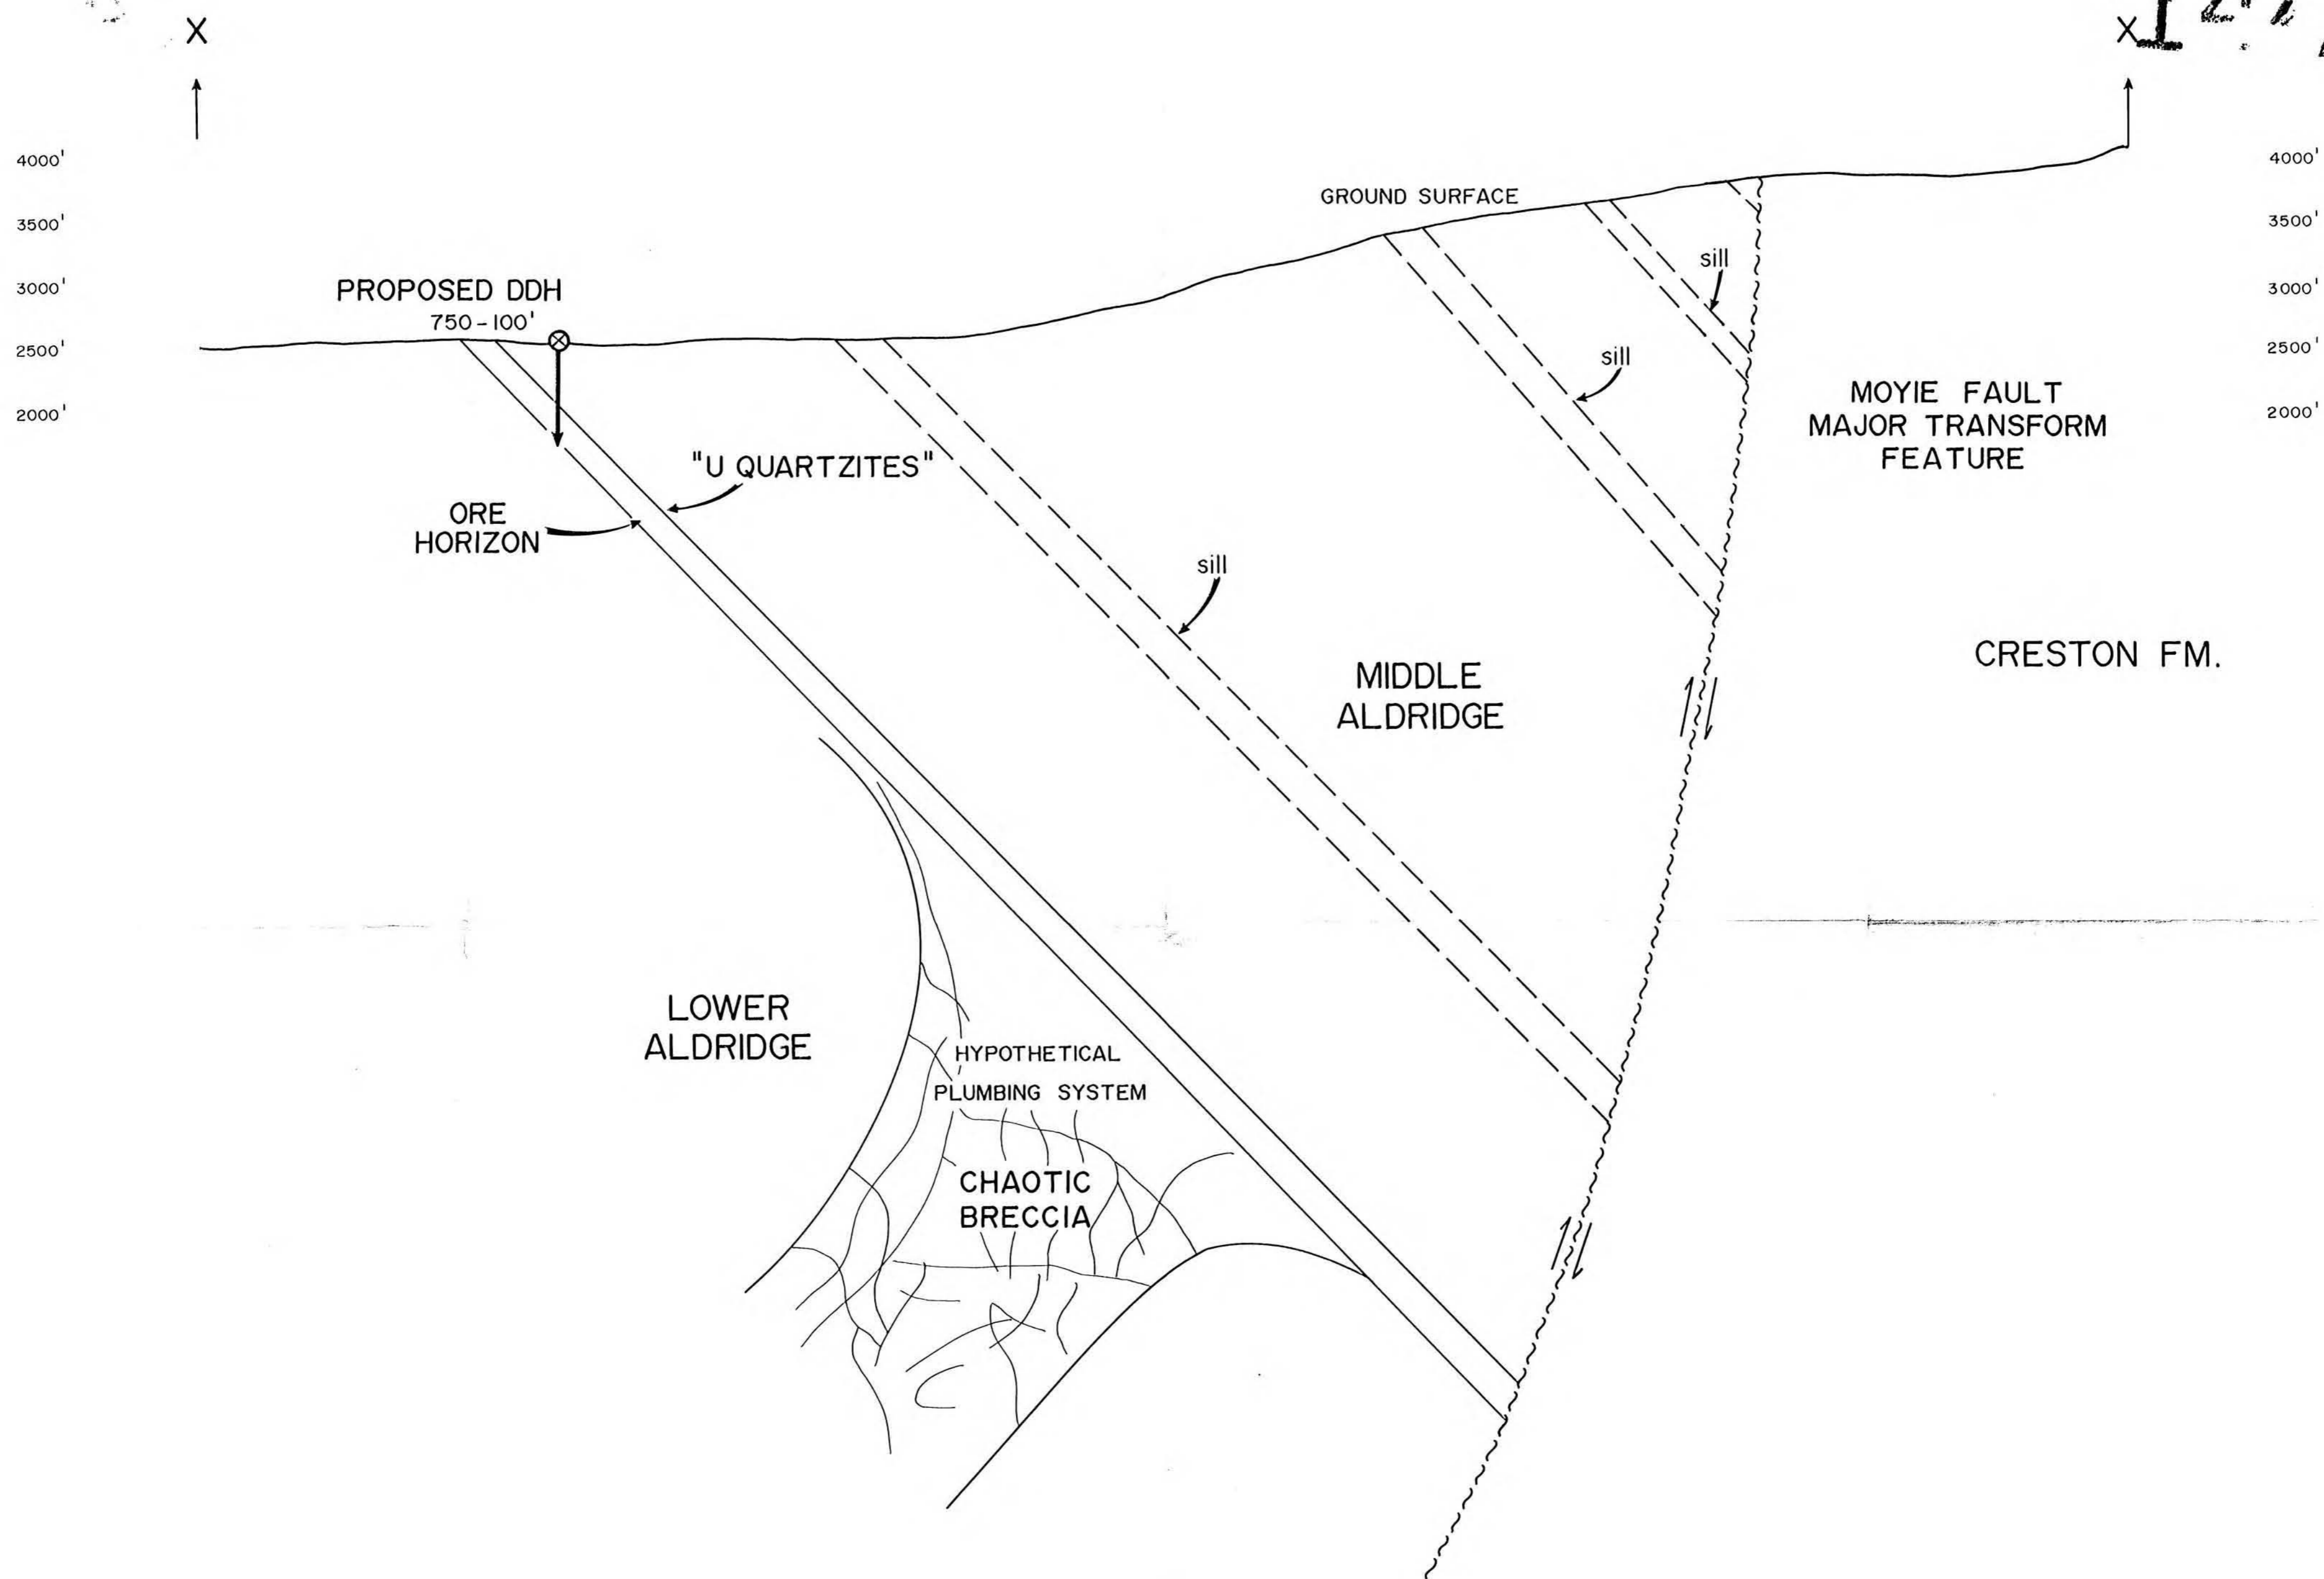 X
X
4000'
4000'
GROUND SURFACE
3500'
3500'
sill
PROPOSED DDH
750-100'
3000'
3000'
2500'
2500'
sill
2000'
2000'
MOYIE FAULT
MAJOR TRANSFORM
FEATURE
"U QUARTZITES"
ORE
HORIZON
sill
MIDDLE
ALDRIDGE
CRESTON FM.
LOWER
ALDRIDGE
HYPOTHETICAL
PLUMBING SYSTEM
CHAOTIC
BRECCIA